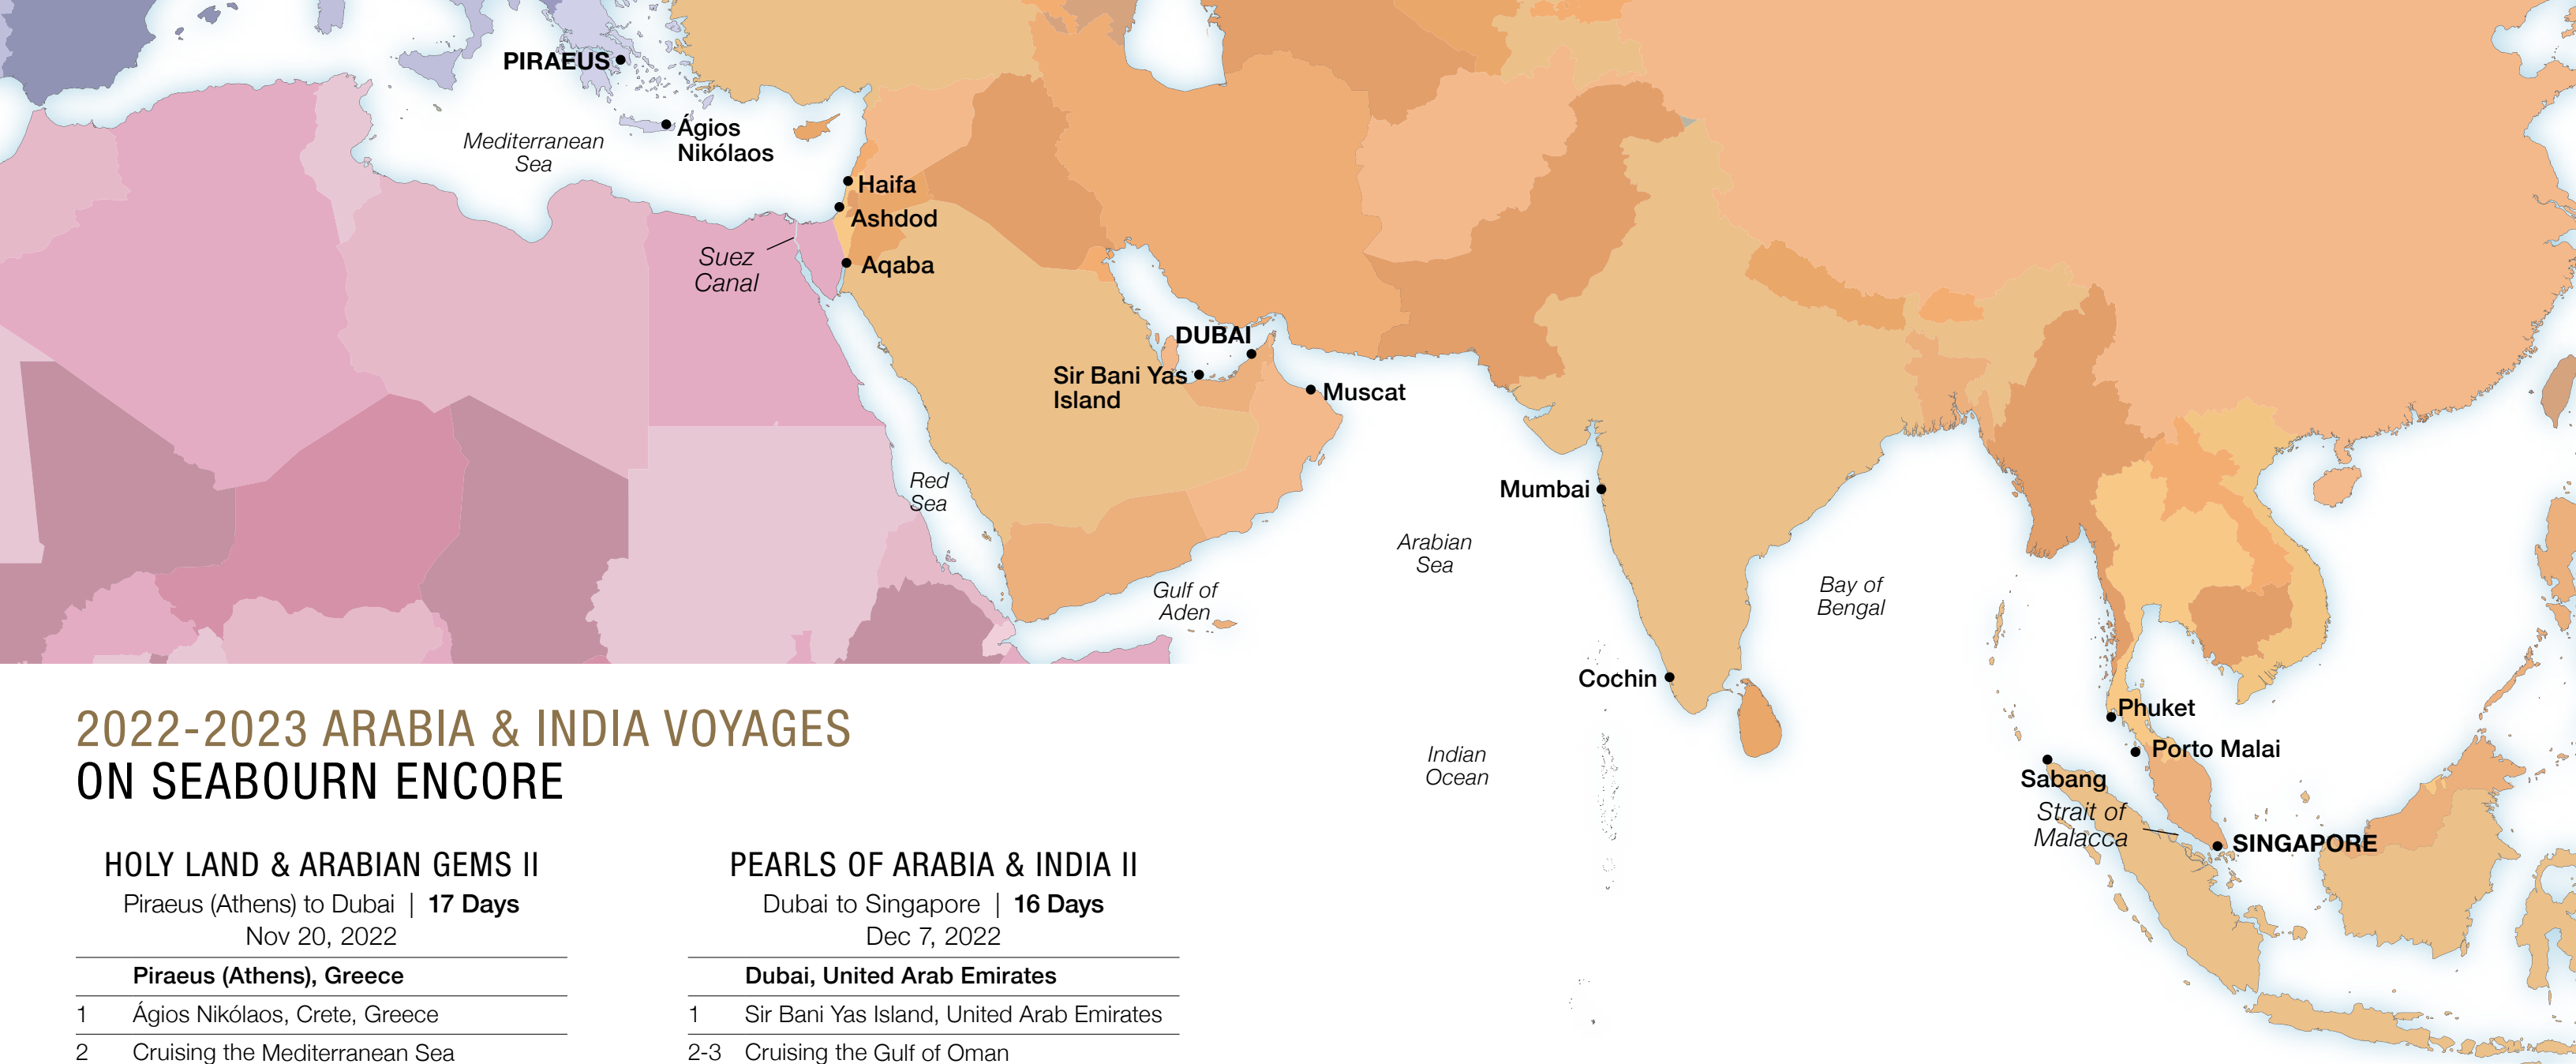 PIRAEUS
Ágios
Nikólaos
Mediterranean
Sea
Haifa
Ashdod
Suez
Canal
Aqaba
DUBAI
Sir Bani Yas
Island
Muscat
Red
Sea
Mumbai
Arabian
Sea
Gulf of
Aden
Bay of
Bengal
Cochin
Indian
Ocean
Phuket
Porto Malai
Sabang
Strait of
Malacca
SINGAPORE
2022-2023 ARABIA & INDIA VOYAGES
ON SEABOURN ENCORE
HOLY LAND & ARABIAN GEMS II
Piraeus (Athens) to Dubai | 17 Days
Nov 20, 2022
Piraeus (Athens), Greece
1 Ágios Nikólaos, Crete, Greece
2 Cruising the Mediterranean Sea
PEARLS OF ARABIA & INDIA II
Dubai to Singapore | 16 Days
Dec 7, 2022
Dubai, United Arab Emirates
1 Sir Bani Yas Island, United Arab Emirates
2-3 Cruising the Gulf of Oman